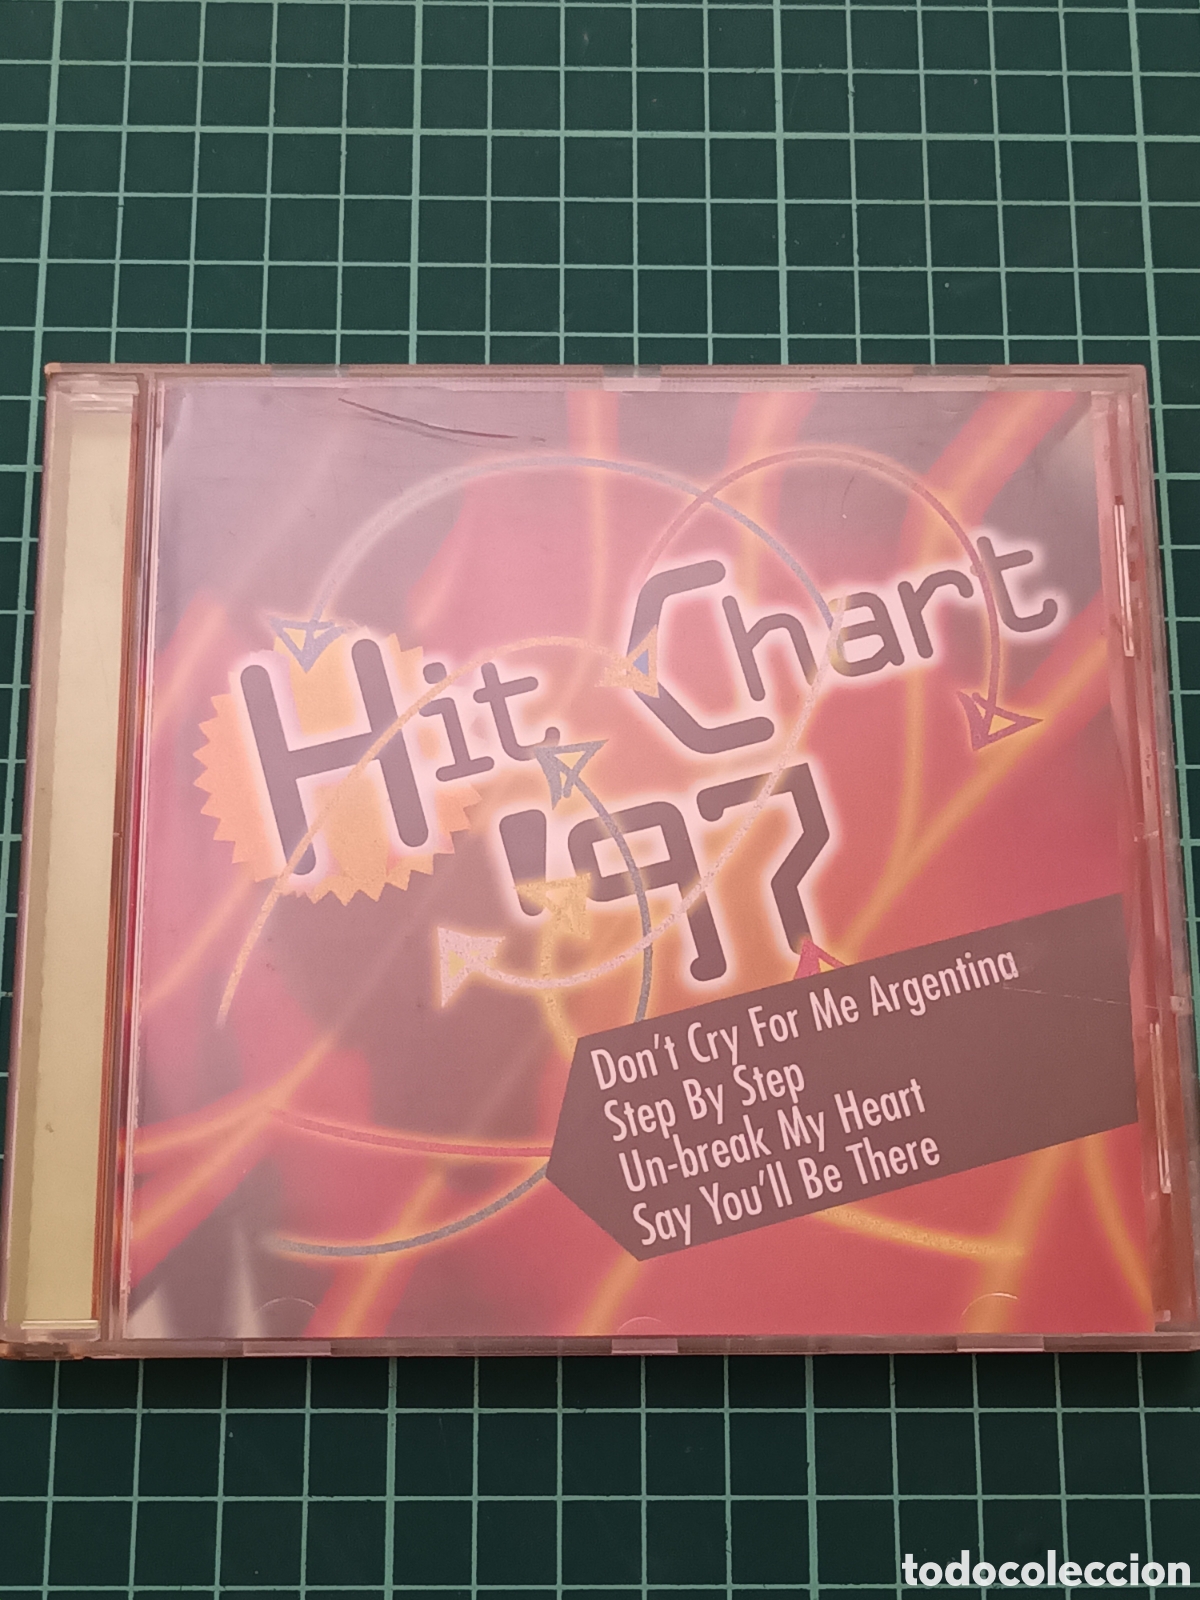 Hit Chart
'97
Don't Cry For Me Argentina
Step By Step
Un-break My Heart
Say You'll Be There
todocoleccion